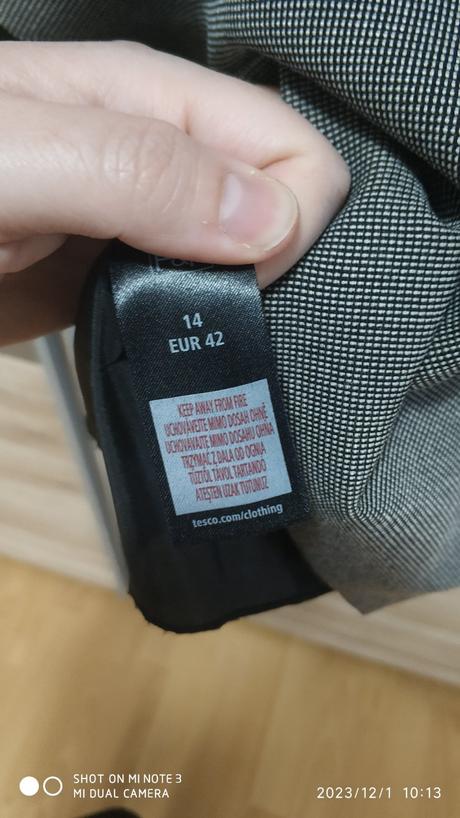 14
EUR 42
KEEP AWAY FROM FIRE
UCHOVÁVEJTE MIMO DOSAH OHNĚ
UCHOVÁVAJTE MIMO DOSAHU OHŇA
TRZYMAĆ Z DALA OD OGNIA
TŰZTŐL TÁVOL TARTANDÓ
ATEŞTEN UZAK TUTUNUZ
tesco.com/clothing
SHOT ON MI NOTE 3
MI DUAL CAMERA
2023/12/1 10:13